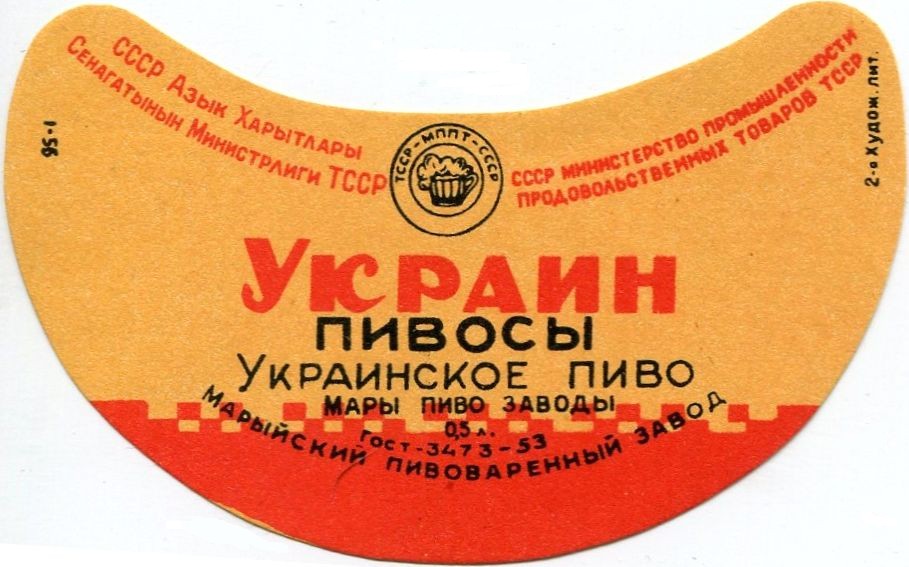 СССР Азык Харытлары
Сенагатынын Министрлиги ТССР
СССР МИНИСТЕРСТВО ПРОМЫШЛЕННОСТИ
ПРОДОВОЛЬСТВЕННЫХ ТОВАРОВ ТССР
ТССР-МППТ-СССР
1-56
2-я Худож. лит.
УКРАИН
ПИВОСЫ
УКРАИНСКОЕ ПИВО
МАРЫ ПИВО ЗАВОДЫ
0,5 л.
ГОСТ-3473-53
МАРЫЙСКИЙ ПИВОВАРЕННЫЙ ЗАВОД